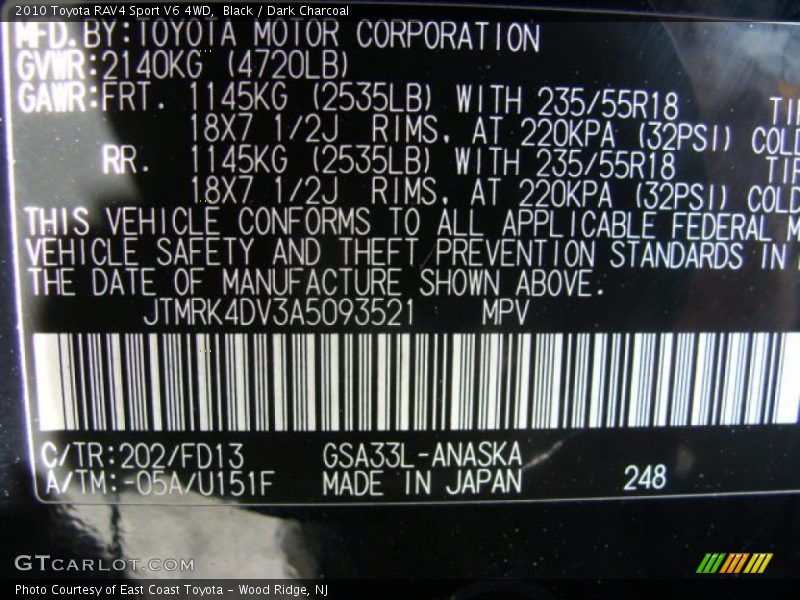 2010 Toyota RAV4 Sport V6 4WD, Black / Dark Charcoal
MFD.BY:TOYOTA MOTOR CORPORATION
GVWR:2140KG (4720LB)
GAWR:FRT. 1145KG (2535LB) WITH 235/55R18
18X7 1/2J RIMS, AT 220KPA (32PSI) COLD
RR. 1145KG (2535LB) WITH 235/55R18
18X7 1/2J RIMS, AT 220KPA (32PSI) COLD
THIS VEHICLE CONFORMS TO ALL APPLICABLE FEDERAL M
VEHICLE SAFETY AND THEFT PREVENTION STANDARDS IN
THE DATE OF MANUFACTURE SHOWN ABOVE.
JTMRK4DV3A5093521 MPV
C/TR:202/FD13 GSA33L-ANASKA
A/TM:-05A/U151F MADE IN JAPAN 248
GTCARLOT.COM
Photo Courtesy of East Coast Toyota - Wood Ridge, NJ